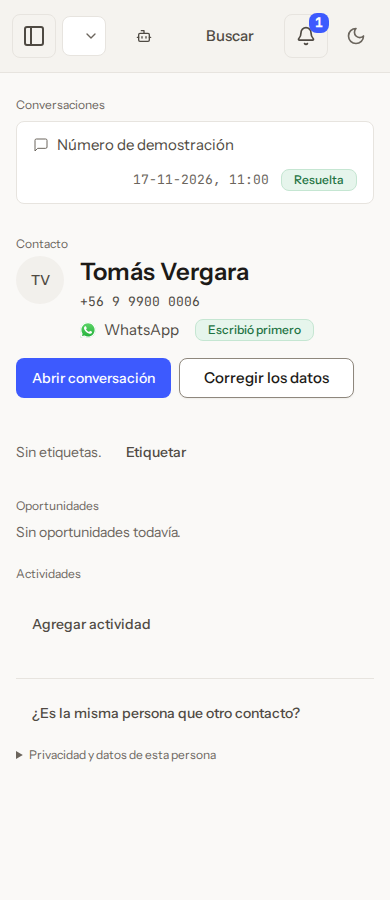 Buscar
1
Conversaciones
Número de demostración
17-11-2026, 11:00 Resuelta
Contacto
TV
Tomás Vergara
+56 9 9900 0006
WhatsApp Escribió primero
Abrir conversación Corregir los datos
Sin etiquetas. Etiquetar
Oportunidades
Sin oportunidades todavía.
Actividades
Agregar actividad
¿Es la misma persona que otro contacto?
Privacidad y datos de esta persona